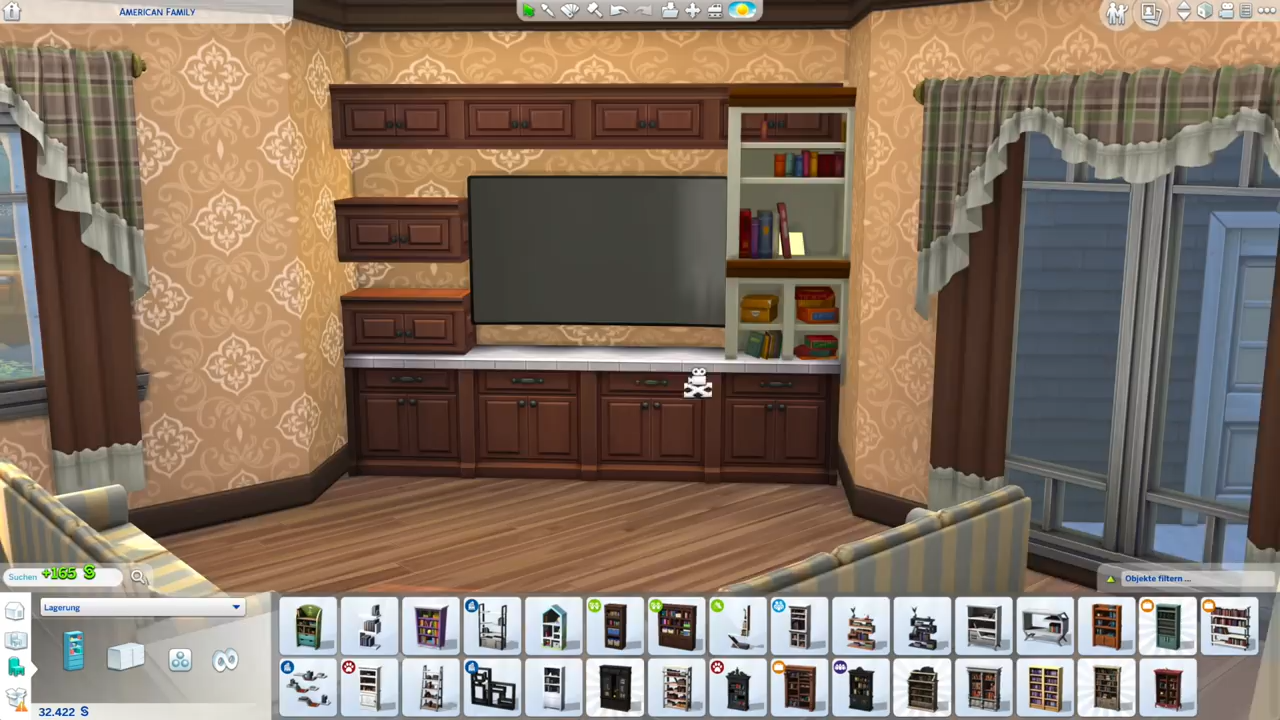 AMERICAN FAMILY
Suchen +165 S
Objekte filtern ...
Lagerung
32.422 S